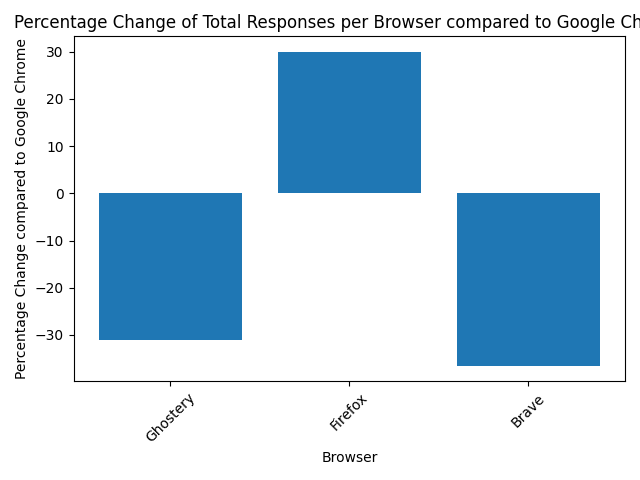 Percentage Change of Total Responses per Browser compared to Google Ch
Percentage Change compared to Google Chrome
30
20
10
0
−10
−20
−30
Ghostery
Firefox
Brave
Browser